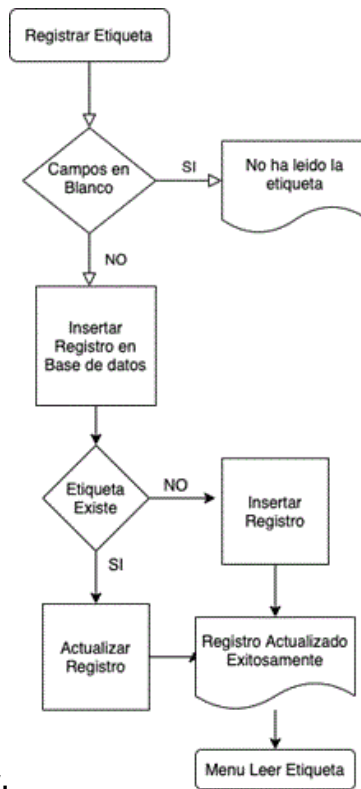 Registrar Etiqueta
Campos en
Blanco
SI
No ha leido la
etiqueta
NO
Insertar
Registro en
Base de datos
Etiqueta
Existe
NO
Insertar
Registro
SI
Actualizar
Registro
Registro Actualizado
Exitosamente
Menu Leer Etiqueta